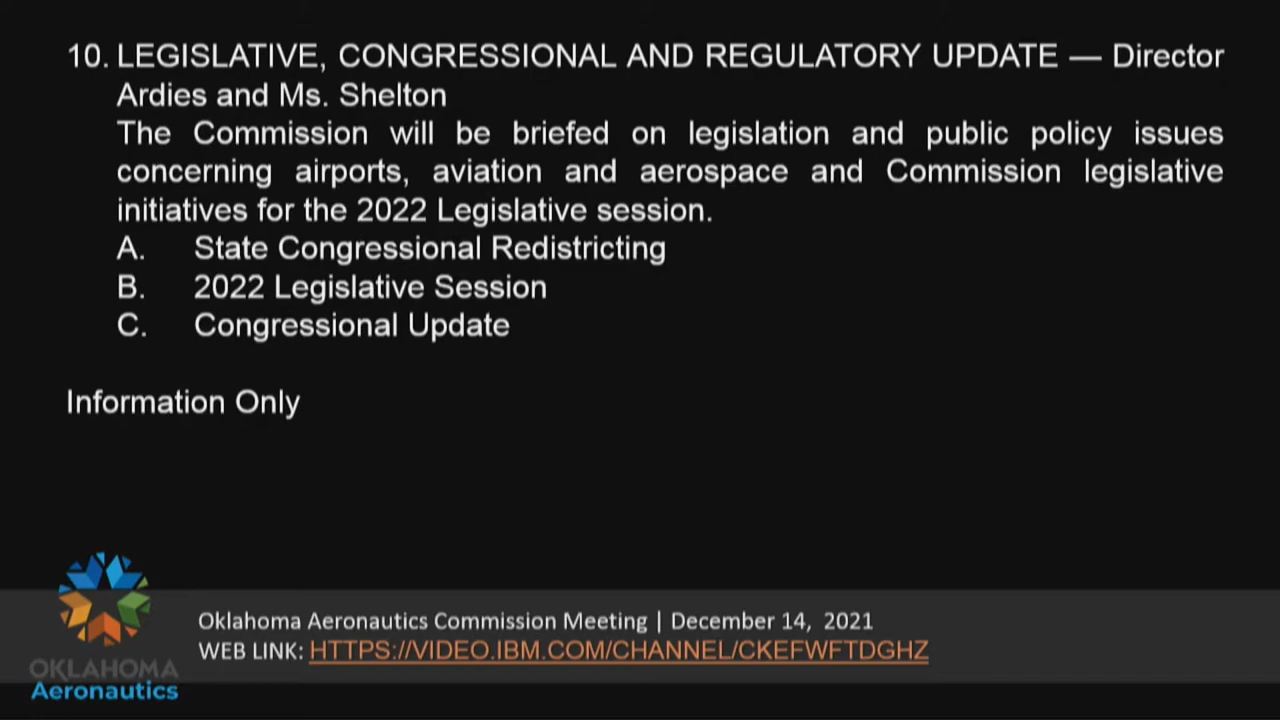 10. LEGISLATIVE, CONGRESSIONAL AND REGULATORY UPDATE — Director
Ardies and Ms. Shelton
The Commission will be briefed on legislation and public policy issues
concerning airports, aviation and aerospace and Commission legislative
initiatives for the 2022 Legislative session.
A. State Congressional Redistricting
B. 2022 Legislative Session
C. Congressional Update
Information Only
Oklahoma Aeronautics Commission Meeting | December 14, 2021
WEB LINK: HTTPS://VIDEO.IBM.COM/CHANNEL/CKEFWFTDGHZ
OKLAHOMA
Aeronautics